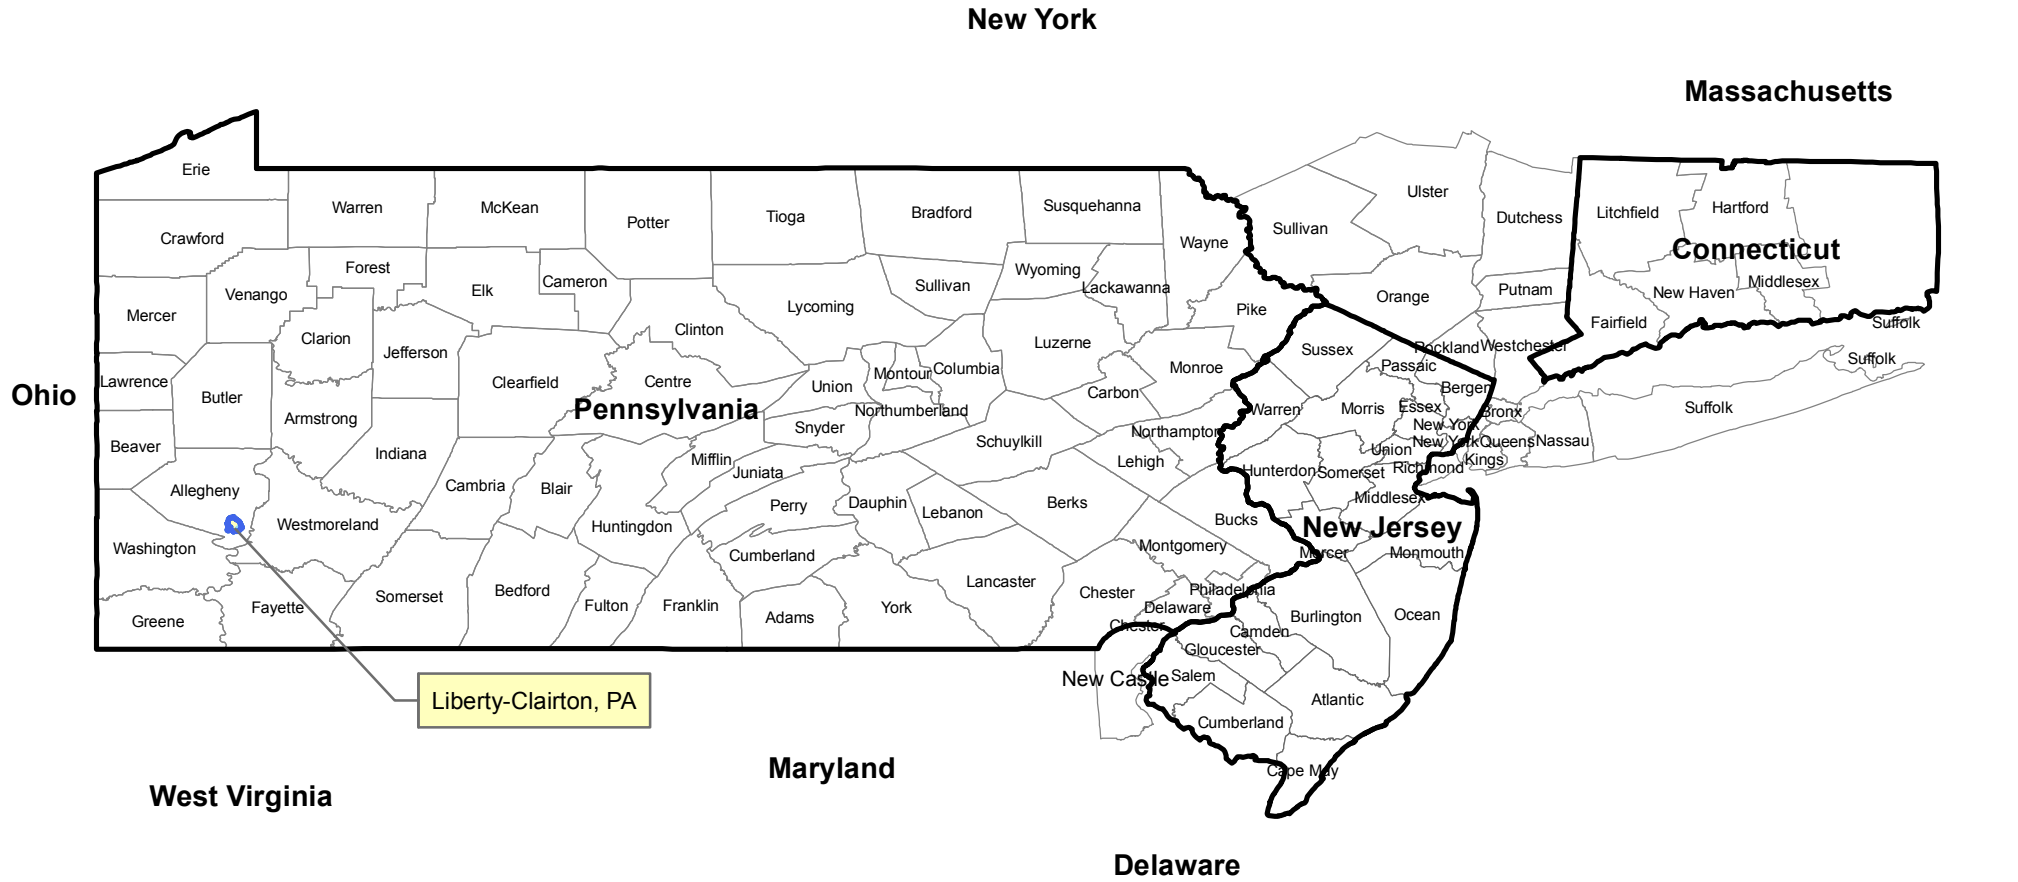 New York
Massachusetts
Erie
Warren
McKean
Potter
Tioga
Bradford
Susquehanna
Wayne
Crawford
Sullivan
Ulster
Dutchess
Litchfield
Hartford
Connecticut
Forest
Elk
Cameron
Venango
Lycoming
Sullivan
Wyoming
Lackawanna
Pike
Orange
Putnam
New Haven
Middlesex
Fairfield
Suffolk
Mercer
Clarion
Jefferson
Clinton
Luzerne
Monroe
Sussex
Rockland
Westchester
Passaic
Bergen
Suffolk
Suffolk
Ohio
Lawrence
Butler
Armstrong
Clearfield
Centre
Pennsylvania
Union
Montour
Columbia
Northumberland
Snyder
Carbon
Warren
Morris
Essex
Bronx
New York
New York
Queens
Nassau
Kings
Union
Richmond
Beaver
Indiana
Mifflin
Juniata
Schuylkill
Northampton
Lehigh
Hunterdon
Somerset
Middlesex
Allegheny
Westmoreland
Cambria
Blair
Huntingdon
Perry
Dauphin
Lebanon
Berks
Bucks
New Jersey
Mercer
Monmouth
Washington
Cumberland
Montgomery
Greene
Fayette
Somerset
Bedford
Fulton
Franklin
Adams
York
Lancaster
Chester
Philadelphia
Delaware
Chester
Burlington
Ocean
Camden
Gloucester
New Castle
Salem
Atlantic
Cumberland
Cape May
Liberty-Clairton, PA
Maryland
West Virginia
Delaware